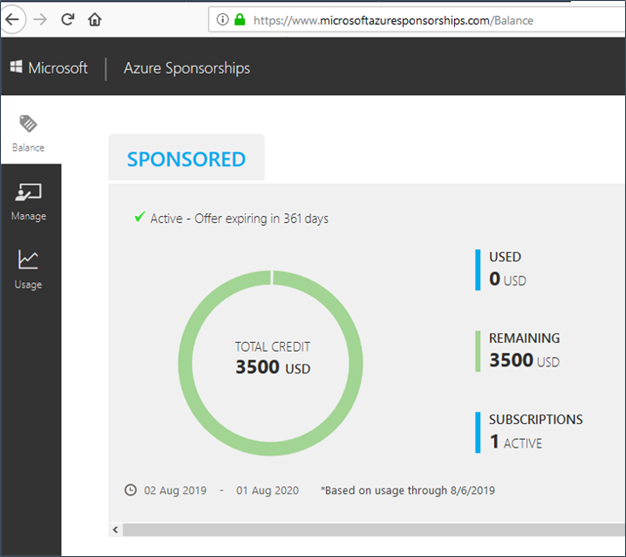 https://www.microsoftazuresponsorships.com/Balance
Microsoft
Azure Sponsorships
Balance
Manage
Usage
SPONSORED
Active - Offer expiring in 361 days
TOTAL CREDIT
3500 USD
USED
0 USD
REMAINING
3500 USD
SUBSCRIPTIONS
1 ACTIVE
02 Aug 2019 - 01 Aug 2020 *Based on usage through 8/6/2019